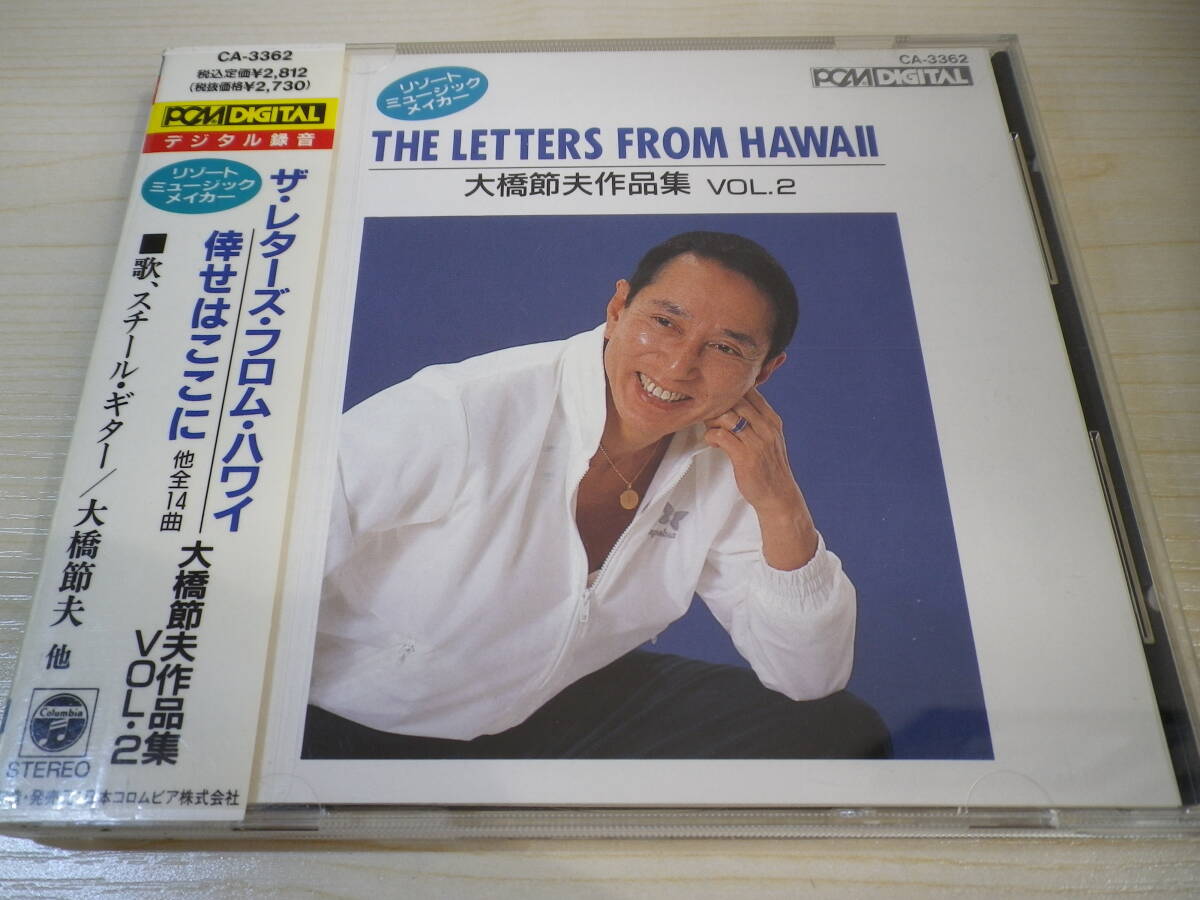 CA-3362
税込定価¥2,812
(税抜価格¥2,730)
PCM DIGITAL
デジタル録音
リゾート
ミュージック
メイカー
ザ・レターズ・フロム・ハワイ
倖せはここに 他全14曲
大橋節夫作品集
VOL.2
■歌、スチール・ギター/大橋節夫 他
Columbia
STEREO
・発売 日本コロムビア株式会社
リゾート
ミュージック
メイカー
CA-3362
PCM DIGITAL
THE LETTERS FROM HAWAII
大橋節夫作品集 VOL.2